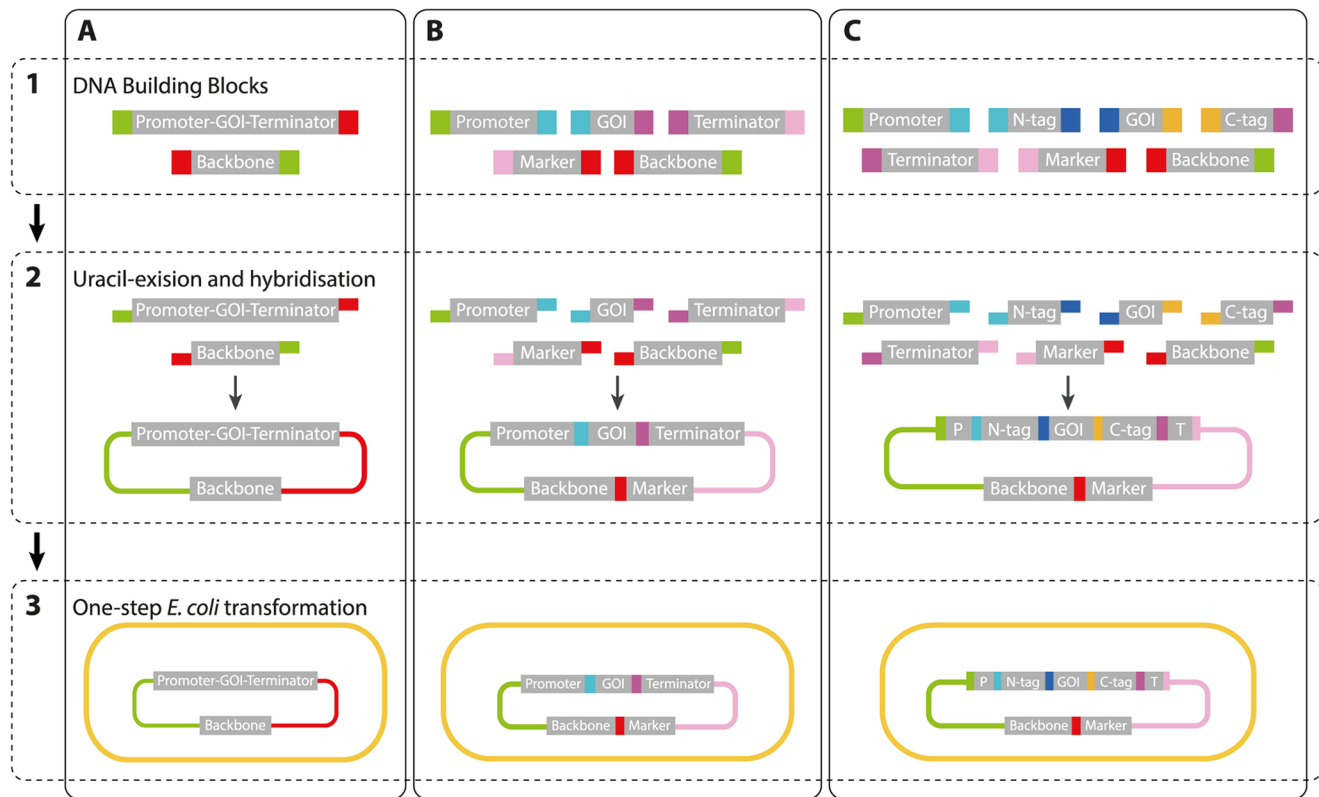 A
B
C
1
DNA Building Blocks
Promoter-GOI-Terminator
Backbone
Promoter
GOI
Terminator
Marker
Backbone
Promoter
N-tag
GOI
C-tag
Terminator
Marker
Backbone
2
Uracil-exision and hybridisation
Promoter-GOI-Terminator
Backbone
Promoter-GOI-Terminator
Backbone
Promoter
GOI
Terminator
Marker
Backbone
Promoter
GOI
Terminator
Backbone
Marker
Promoter
N-tag
GOI
C-tag
Terminator
Marker
Backbone
P
N-tag
GOI
C-tag
T
Backbone
Marker
3
One-step E. coli transformation
Promoter-GOI-Terminator
Backbone
Promoter
GOI
Terminator
Backbone
Marker
P
N-tag
GOI
C-tag
T
Backbone
Marker